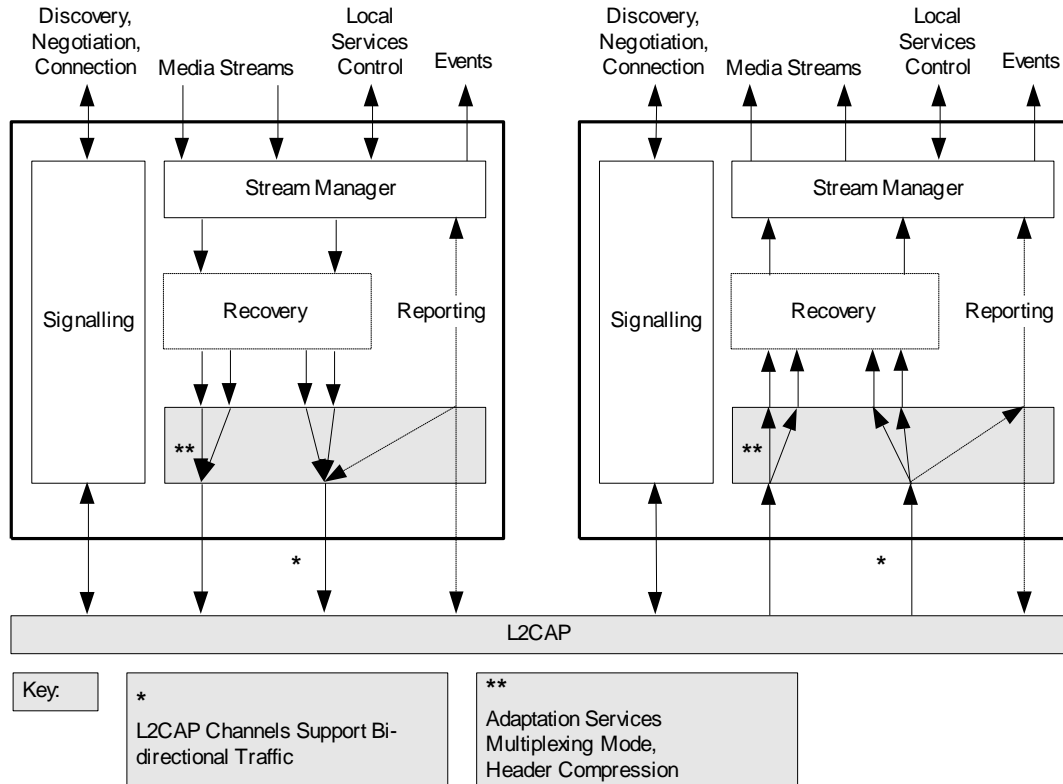 Discovery,
Negotiation,
Connection
Media Streams
Local
Services
Control
Events
Discovery,
Negotiation,
Connection
Media Streams
Local
Services
Control
Events
Signalling
Stream Manager
Recovery
Reporting
**
*
Signalling
Stream Manager
Recovery
Reporting
**
*
L2CAP
Key:
*
L2CAP Channels Support Bi-
directional Traffic
**
Adaptation Services
Multiplexing Mode,
Header Compression